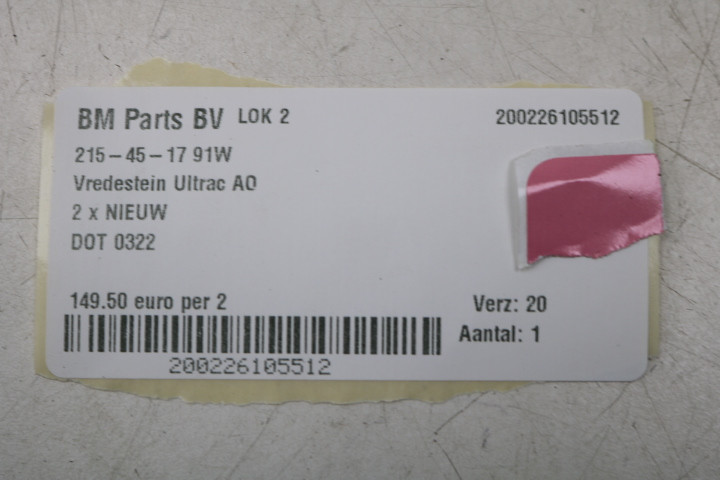 BM Parts BV LOK 2 200226105512
215-45-17 91W
Vredestein Ultrac AO
2 x NIEUW
DOT 0322
149.50 euro per 2 Verz: 20
Aantal: 1
200226105512